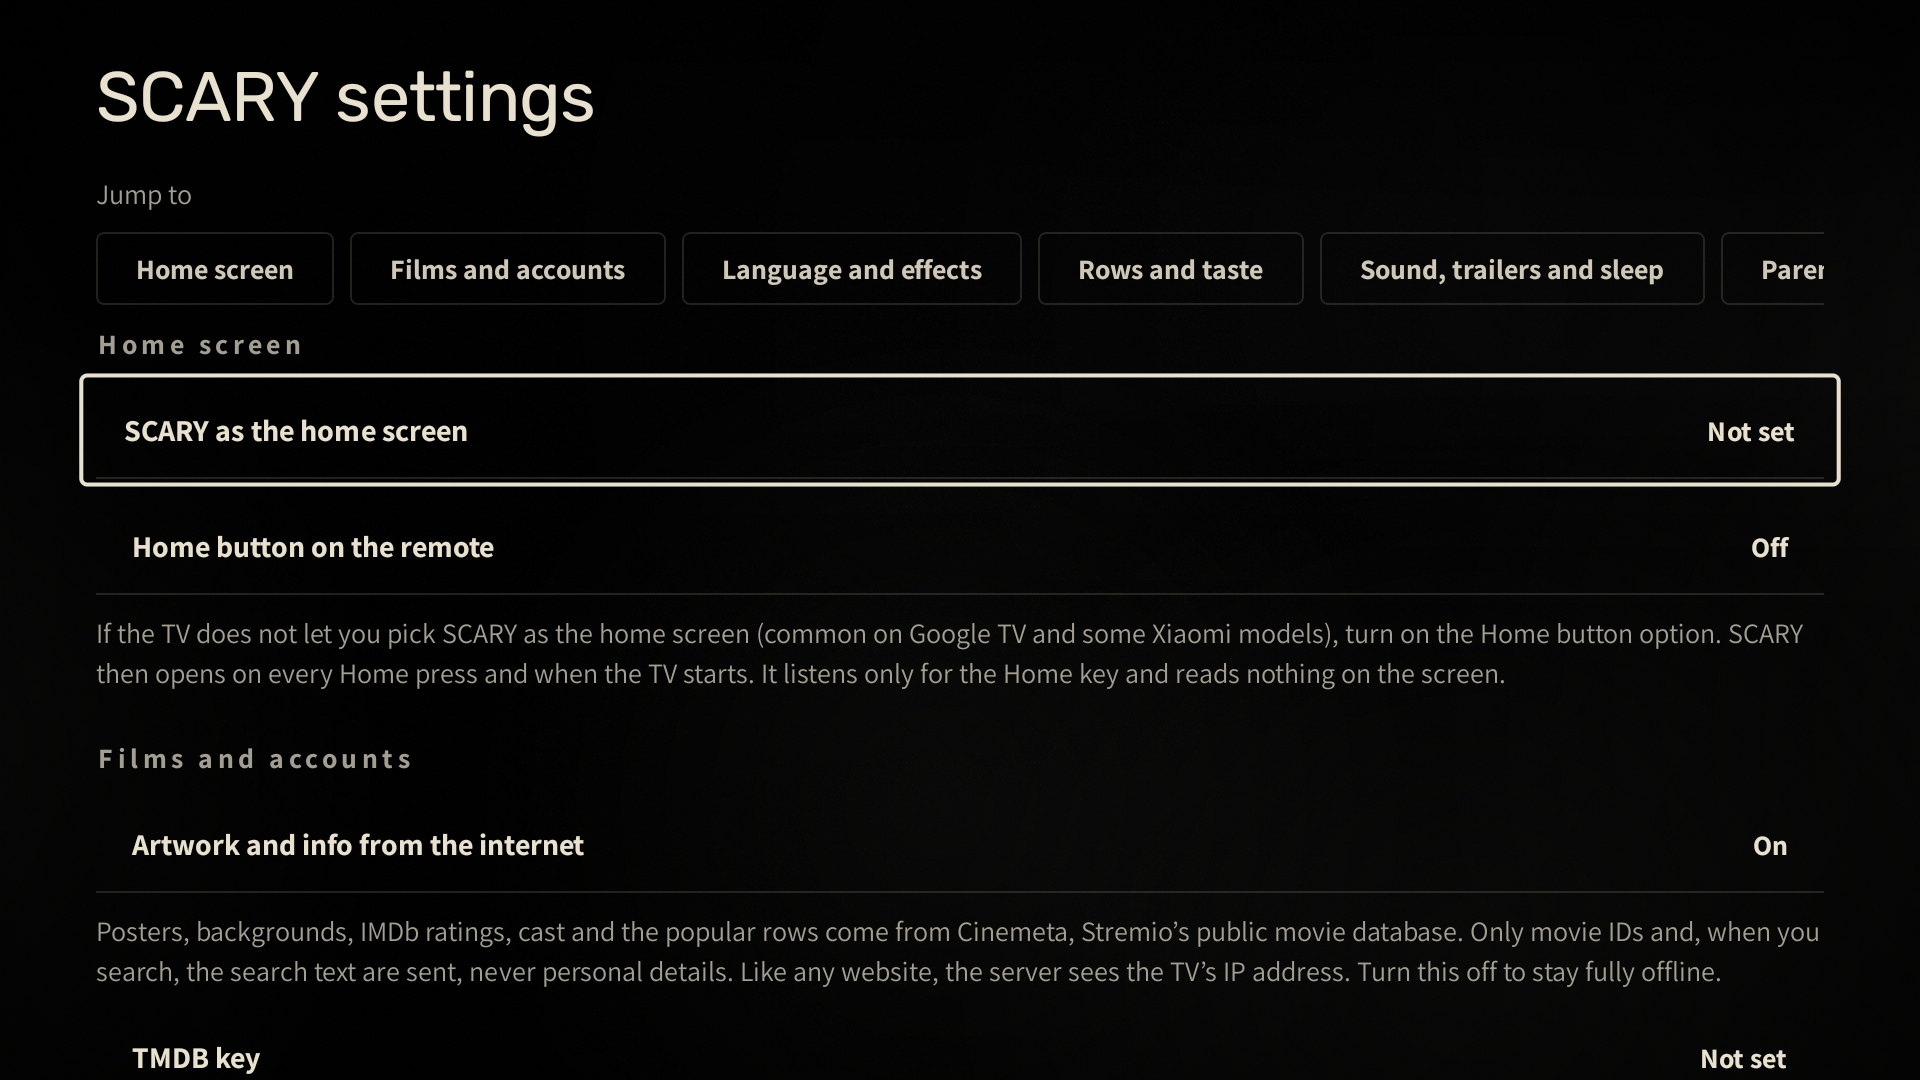 SCARY settings
Jump to
Home screen
Films and accounts
Language and effects
Rows and taste
Sound, trailers and sleep
Home screen
SCARY as the home screen
Not set
Home button on the remote
Off
If the TV does not let you pick SCARY as the home screen (common on Google TV and some Xiaomi models), turn on the Home button option. SCARY
then opens on every Home press and when the TV starts. It listens only for the Home key and reads nothing on the screen.
Films and accounts
Artwork and info from the internet
On
Posters, backgrounds, IMDb ratings, cast and the popular rows come from Cinemeta, Stremio’s public movie database. Only movie IDs and, when you
search, the search text are sent, never personal details. Like any website, the server sees the TV’s IP address. Turn this off to stay fully offline.
TMDB key
Not set